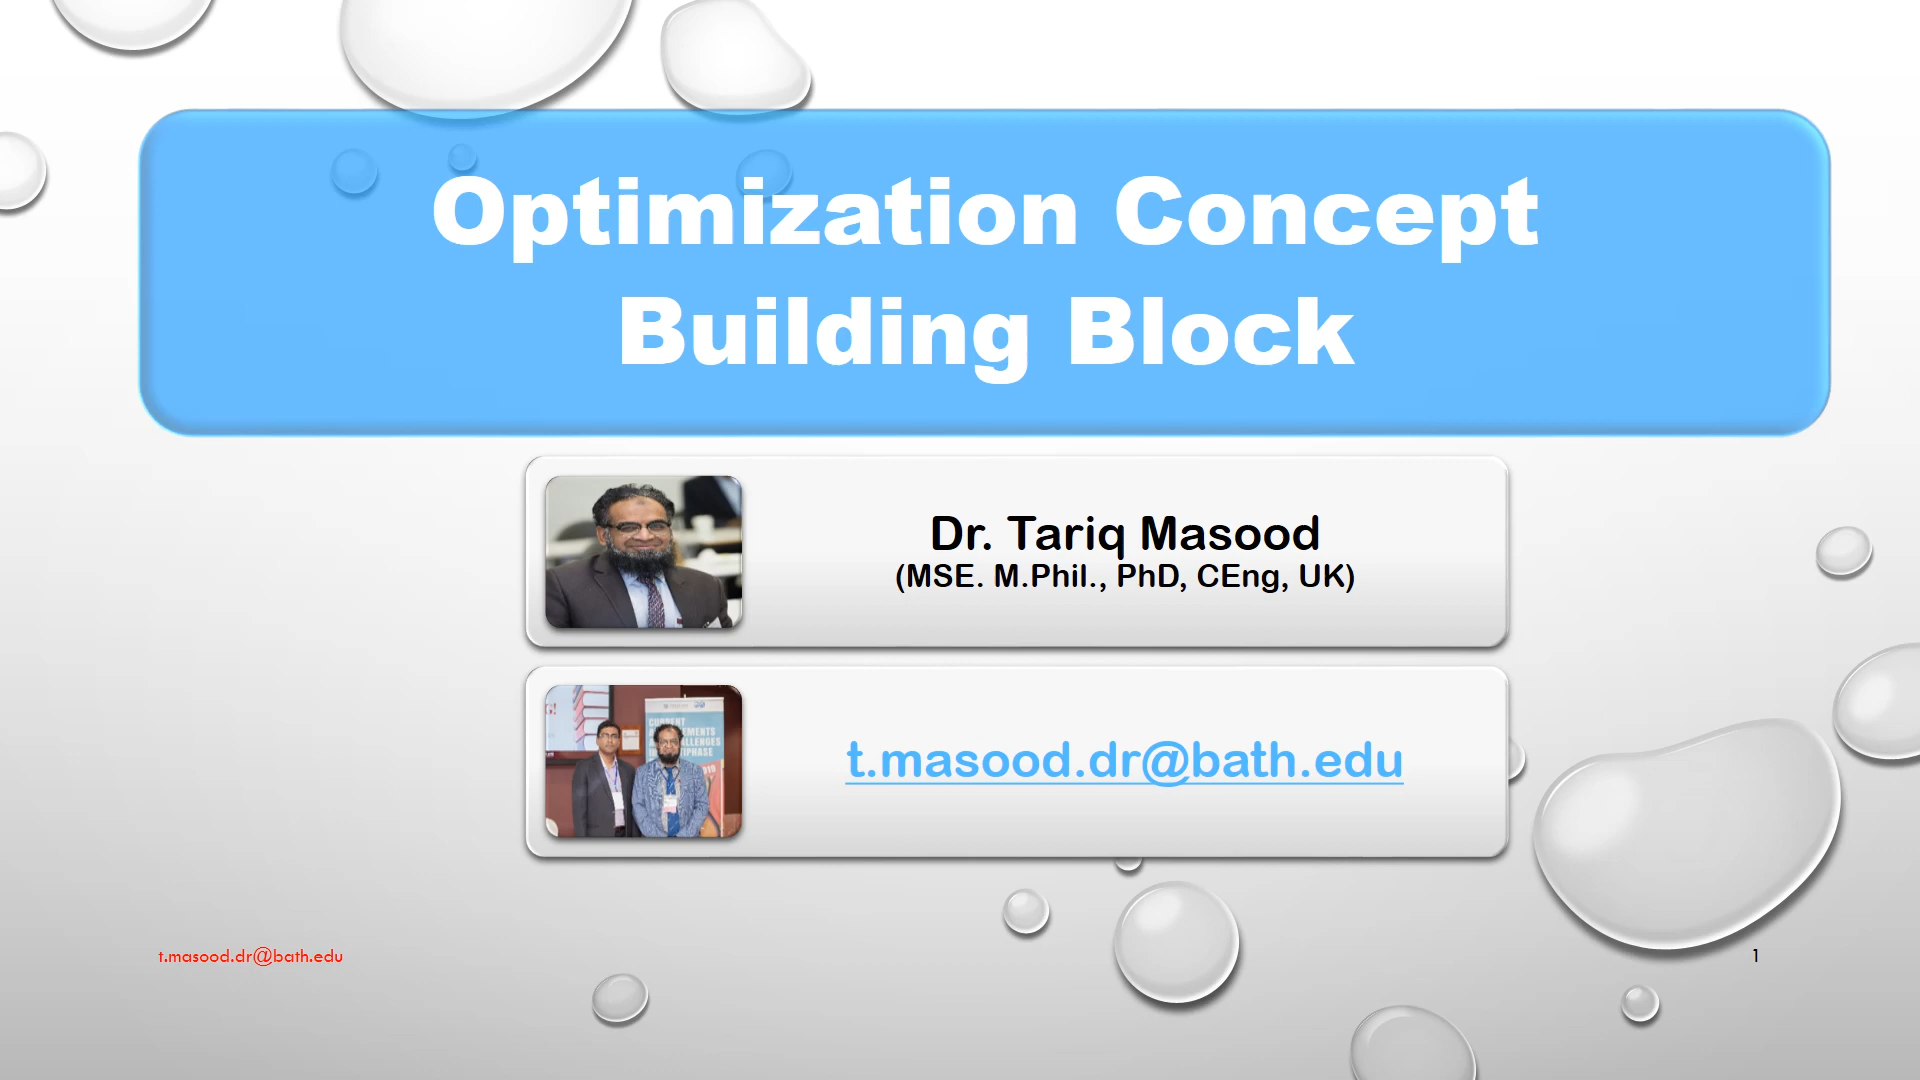 Optimization Concept
Building Block
Dr. Tariq Masood
(MSE. M.Phil., PhD, CEng, UK)
CURRENT
t.masood.dr@bath.edu
t.masood.dr@bath.edu
1